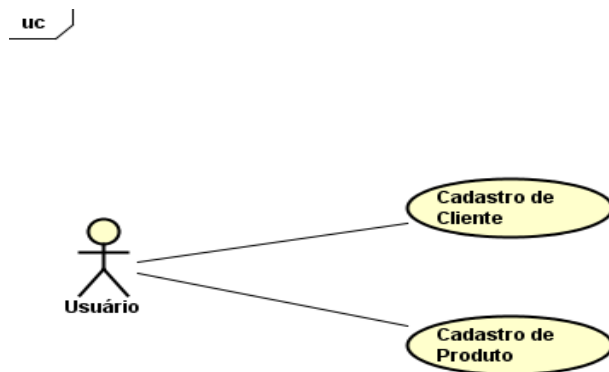 uc
Cadastro de
Cliente
Usuário
Cadastro de
Produto